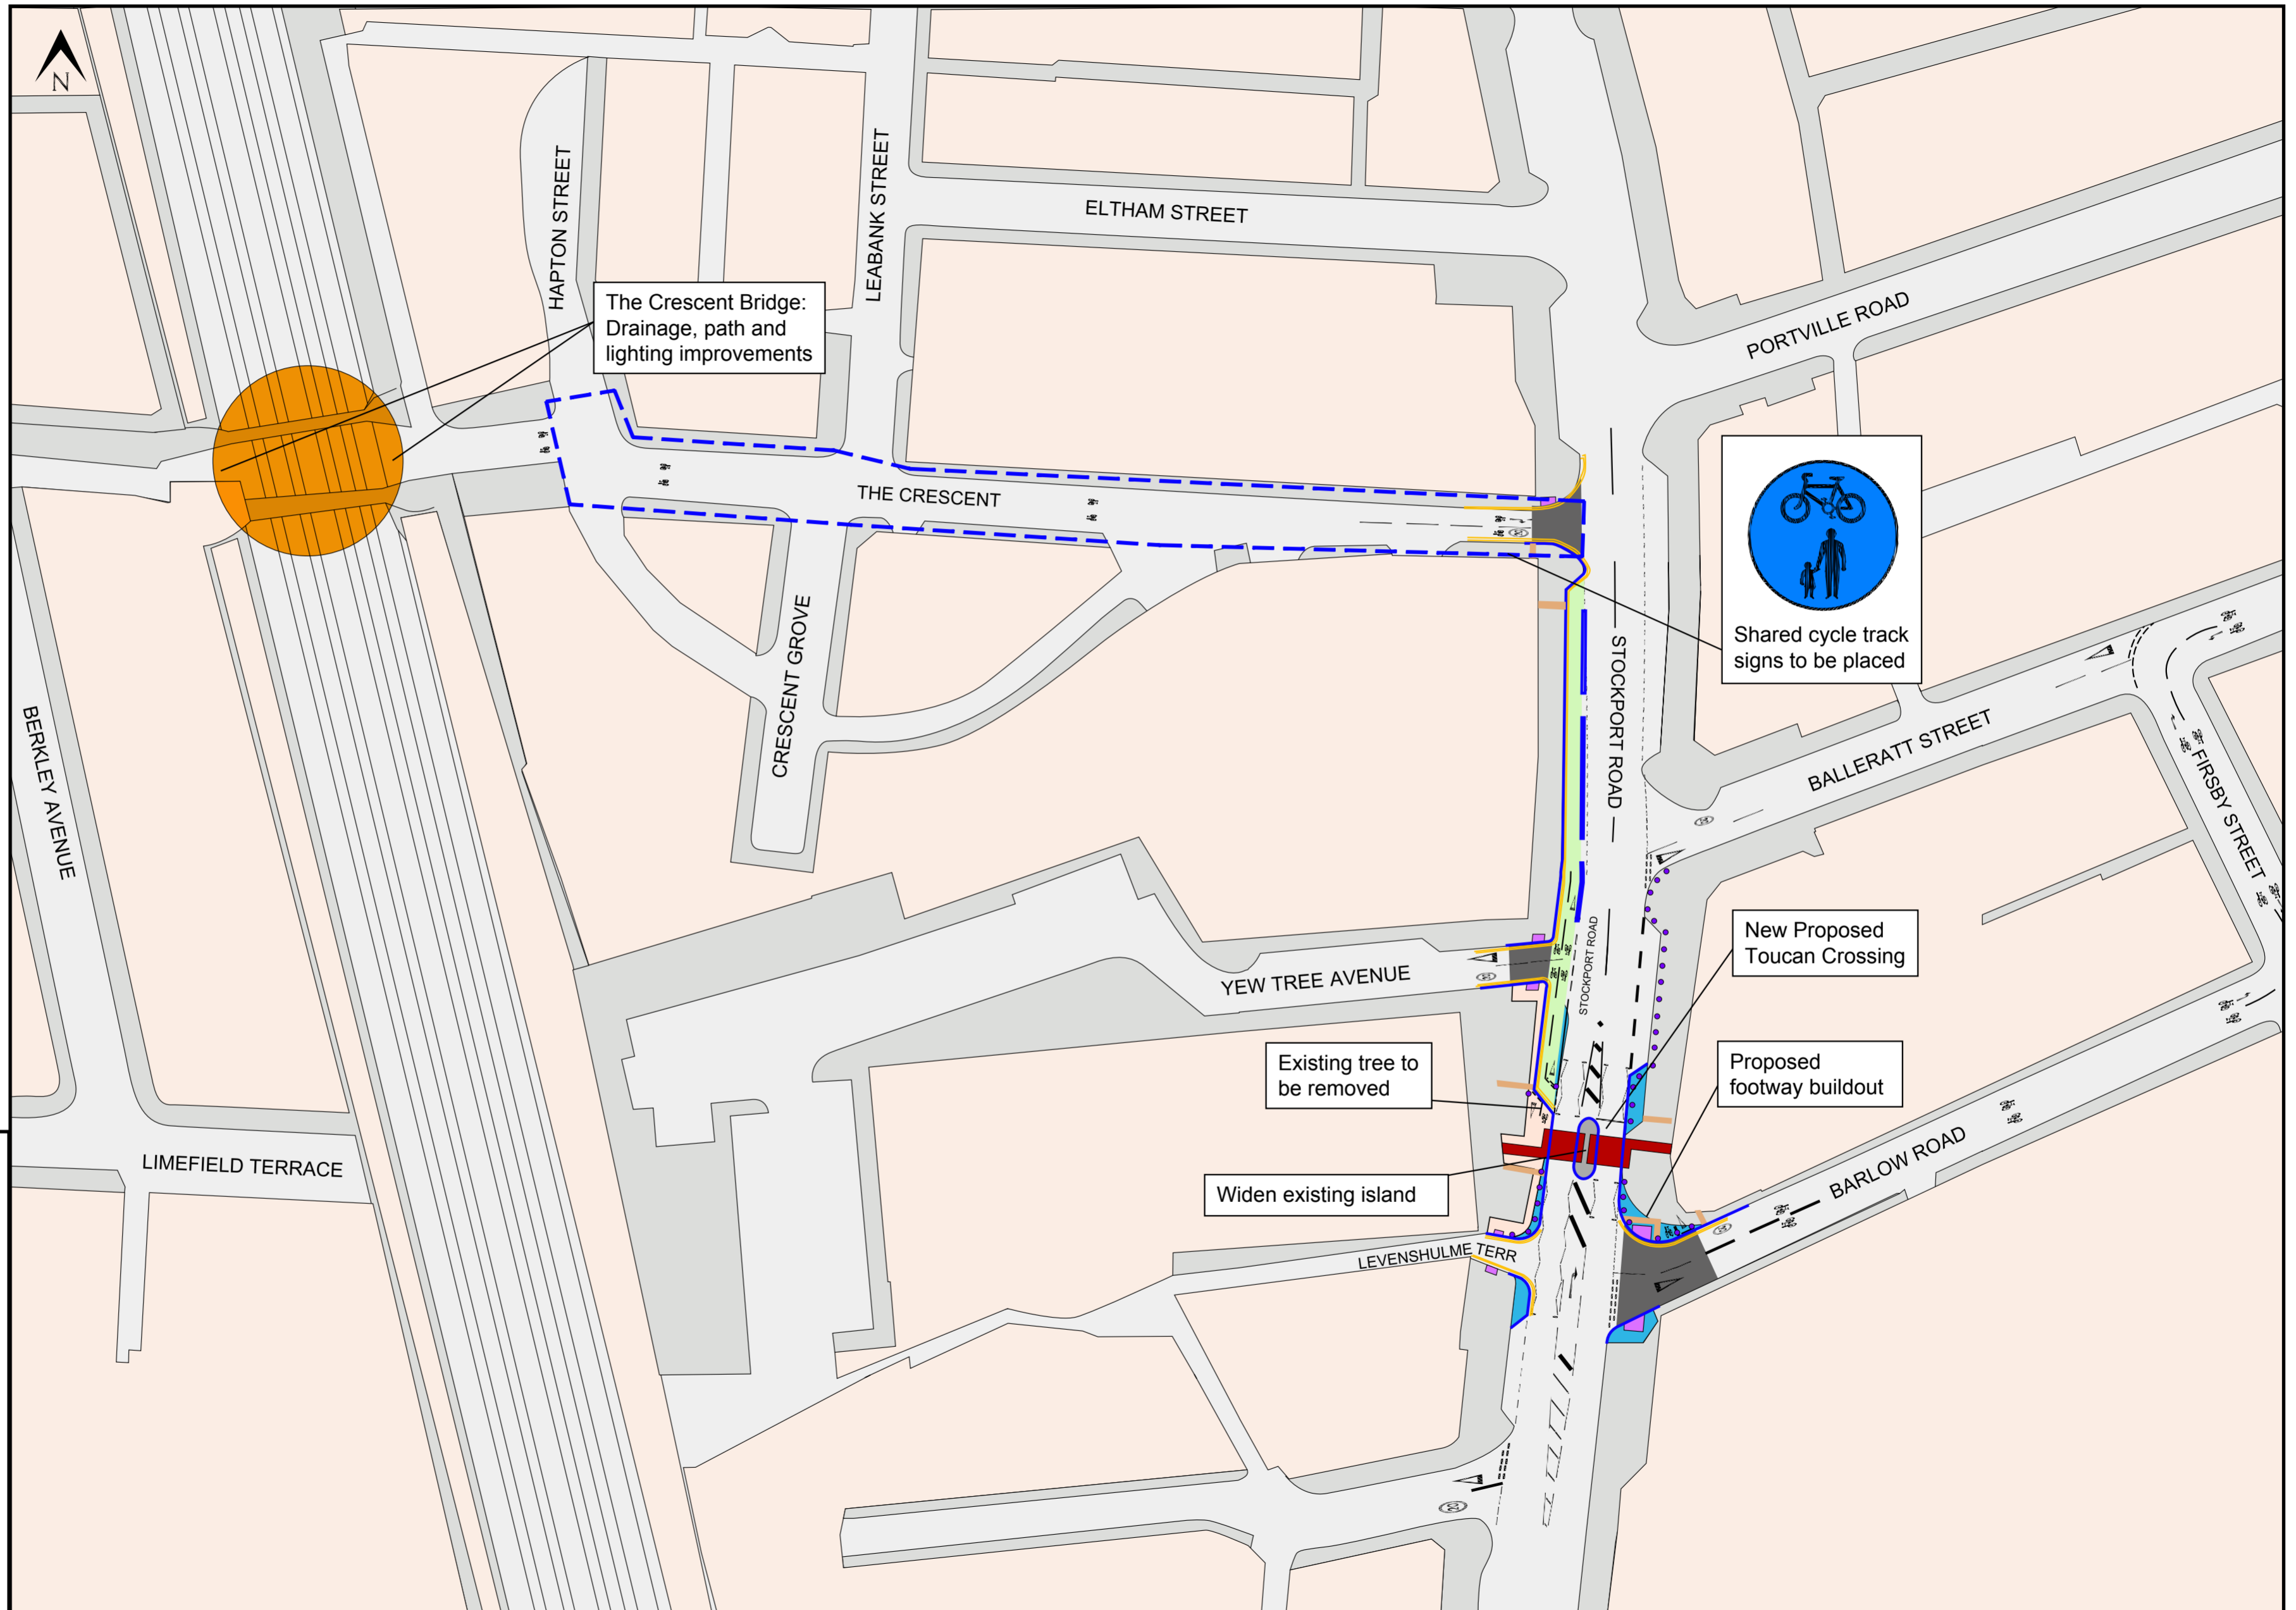 N
HAPTON STREET
LEABANK STREET
ELTHAM STREET
PORTVILLE ROAD
The Crescent Bridge:
Drainage, path and
lighting improvements
THE CRESCENT
CRESCENT GROVE
STOCKPORT ROAD
Shared cycle track
signs to be placed
BALLERATT STREET
FIRSBY STREET
BERKLEY AVENUE
YEW TREE AVENUE
STOCKPORT ROAD
New Proposed
Toucan Crossing
Existing tree to
be removed
Proposed
footway buildout
LIMEFIELD TERRACE
Widen existing island
BARLOW ROAD
LEVENSHULME TERR
20